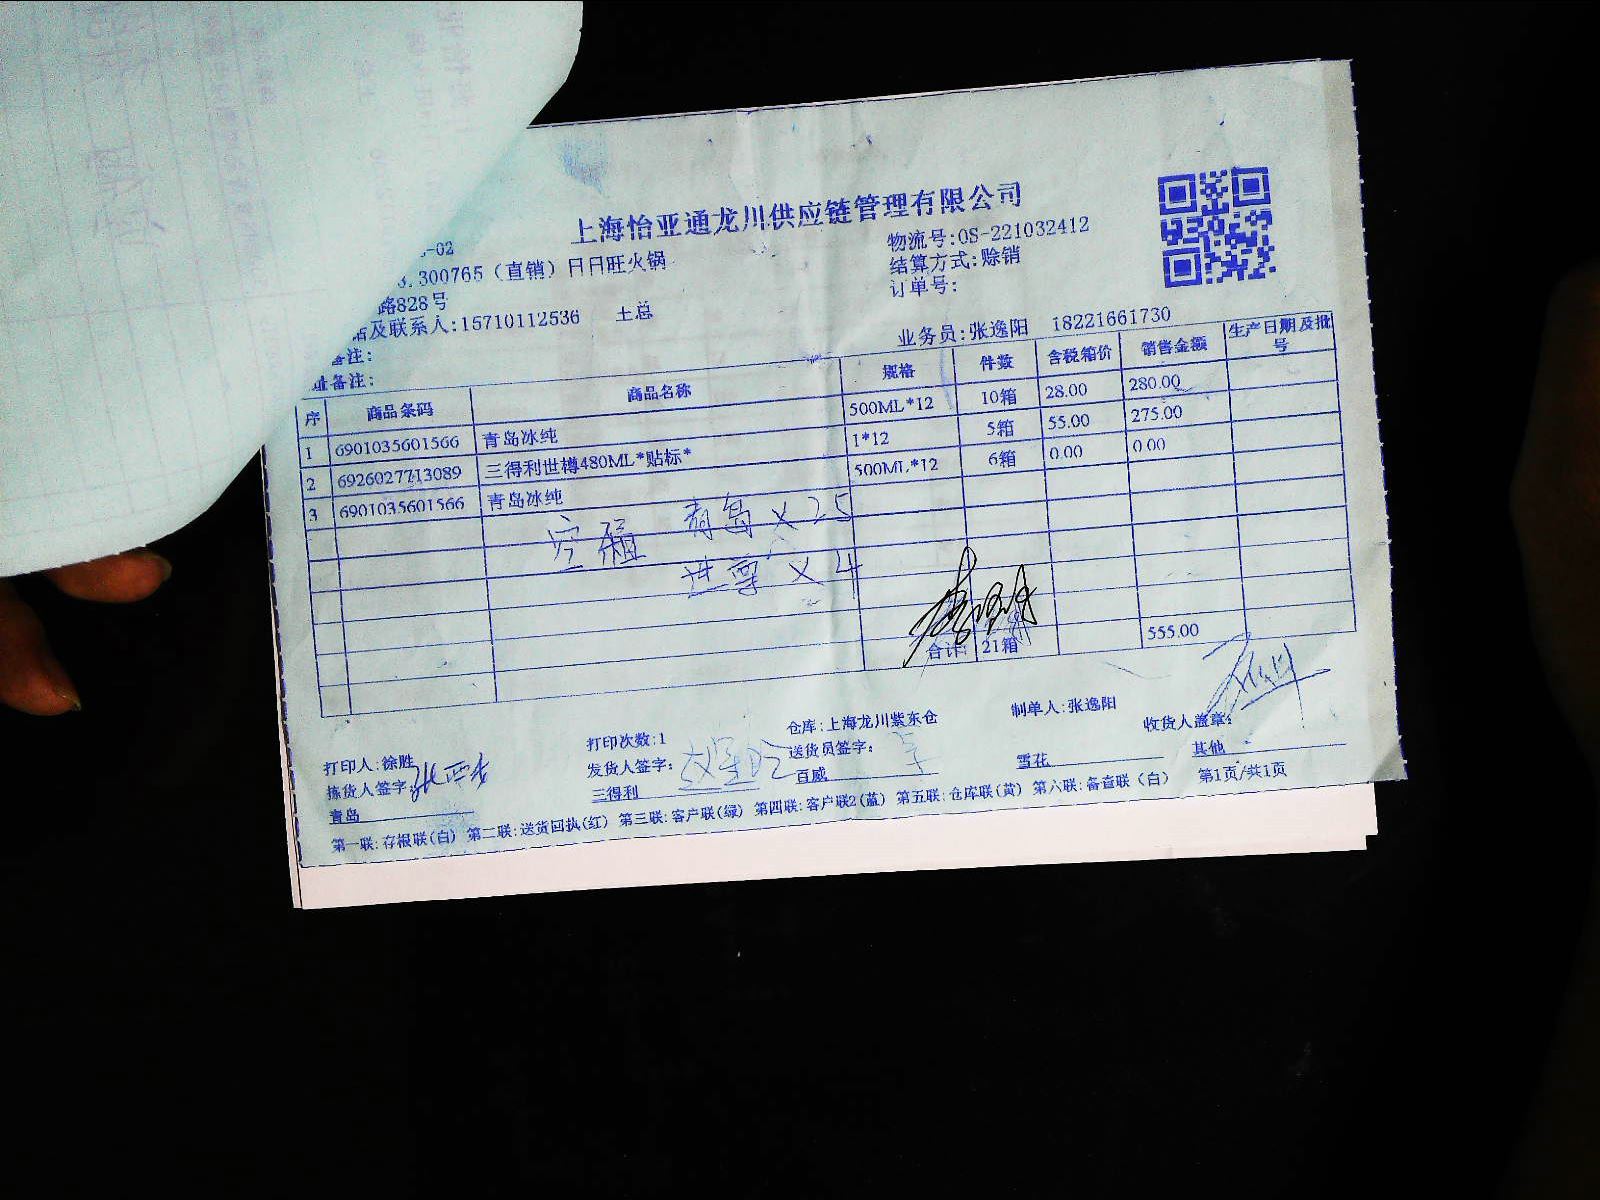 上海怡亚通龙川供应链管理有限公司
-02
300765（直销）日日旺火锅
路828号
及联系人:15710112536 王总
备注:
址备注:
物流号:OS-221032412
结算方式:赊销
订单号:
业务员:张逸阳 18221661730
序 商品条码 商品名称 规格 件数 含税箱价 销售金额 生产日期及批号
1 6901035601566 青岛冰纯 500ML*12 10箱 28.00 280.00
2 6926027713089 三得利世樽480ML*贴标* 1*12 5箱 55.00 275.00
3 6901035601566 青岛冰纯 500ML*12 6箱 0.00 0.00
空箱 青岛×25
世尊×4
合计: 21箱 555.00
打印人:徐胜 打印次数:1 仓库:上海龙川紫东仓 制单人:张逸阳 收货人盖章:
拣货人签字: 发货人签字: 送货员签字:
青岛 三得利 百威 雪花 其他
第一联:存根联(白) 第二联:送货回执(红) 第三联:客户联(绿) 第四联:客户联2(蓝) 第五联:仓库联(黄) 第六联:备查联(白) 第1页/共1页